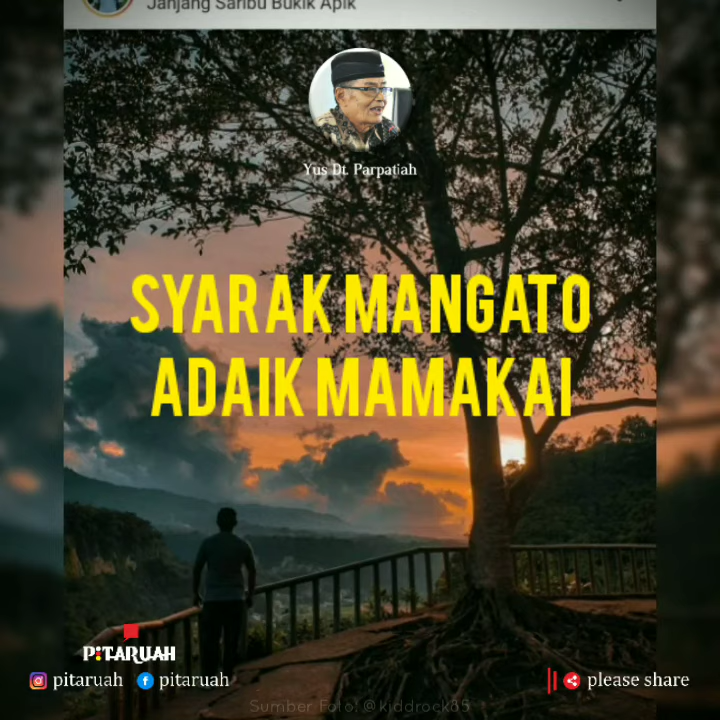 Janjang Saribu Bukik Apik
Yus Dt. Parpatiah
SYARAK MANGATO
ADAIK MAMAKAI
PiTARUAH
pitaruah pitaruah
please share
Sumber Foto: @kiddrock85